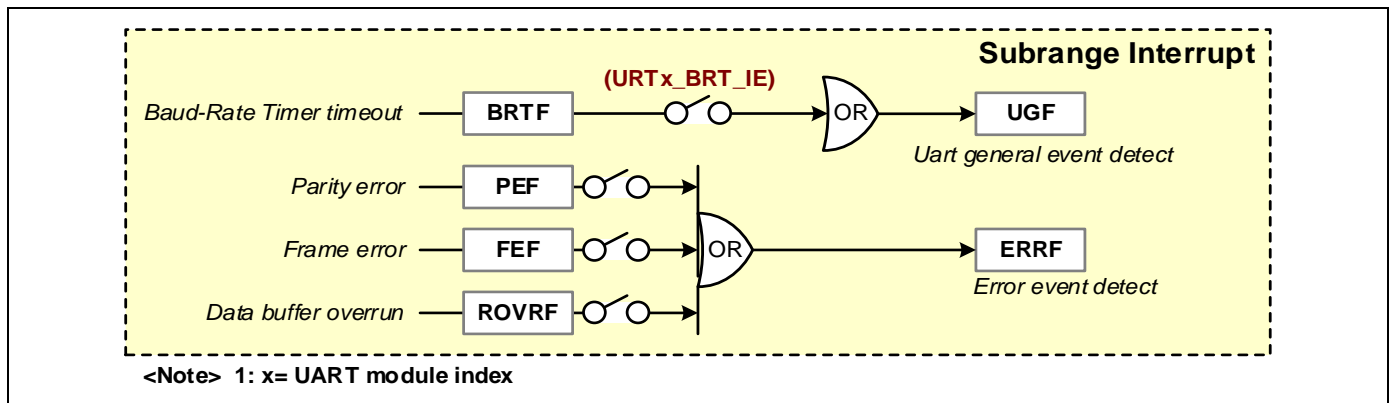 Subrange Interrupt
(URTx_BRT_IE)
Baud-Rate Timer timeout
BRTF
OR
UGF
Uart general event detect
Parity error
PEF
Frame error
FEF
OR
ERRF
Error event detect
Data buffer overrun
ROVRF
<Note> 1: x= UART module index